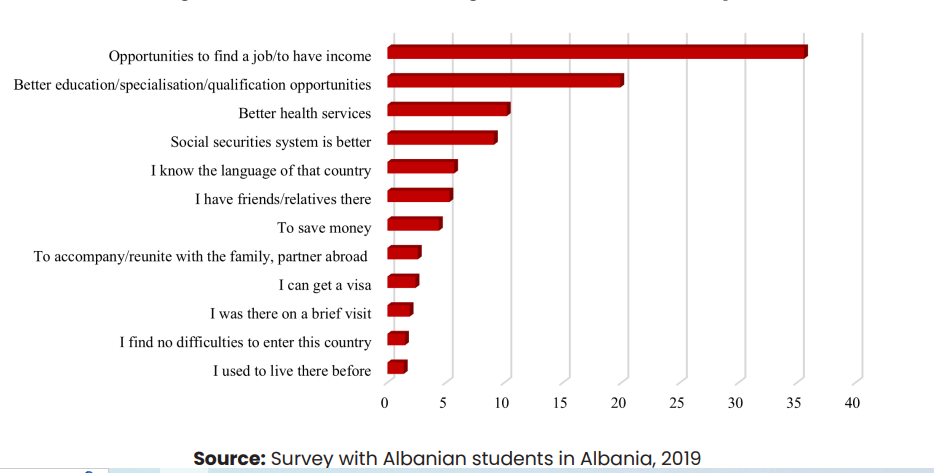 Opportunities to find a job/to have income
Better education/specialisation/qualification opportunities
Better health services
Social securities system is better
I know the language of that country
I have friends/relatives there
To save money
To accompany/reunite with the family, partner abroad
I can get a visa
I was there on a brief visit
I find no difficulties to enter this country
I used to live there before
0 5 10 15 20 25 30 35 40
Source: Survey with Albanian students in Albania, 2019